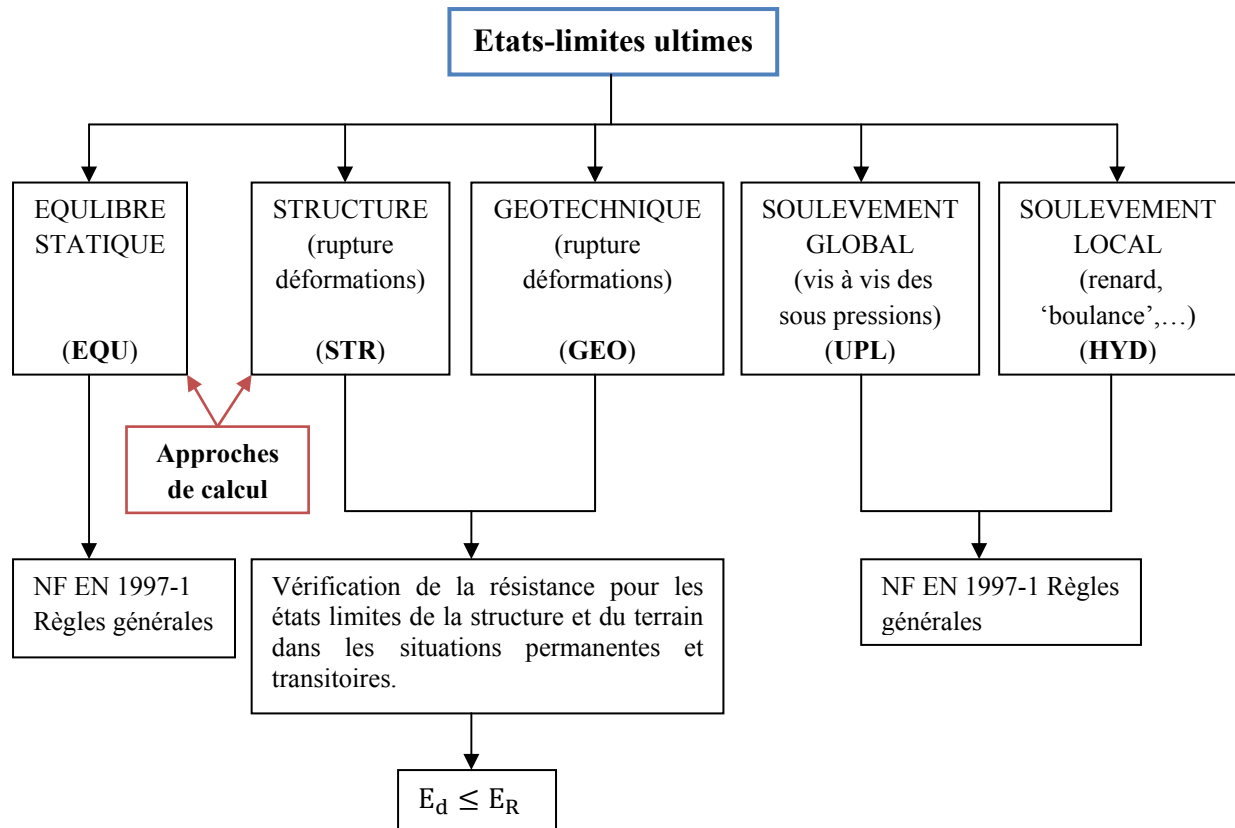 Etats-limites ultimes
EQULIBRE
STATIQUE
(EQU)
STRUCTURE
(rupture
déformations)
(STR)
GEOTECHNIQUE
(rupture
déformations)
(GEO)
SOULEVEMENT
GLOBAL
(vis à vis des
sous pressions)
(UPL)
SOULEVEMENT
LOCAL
(renard,
‘boulance’,…)
(HYD)
Approches
de calcul
NF EN 1997-1
Règles générales
Vérification de la résistance pour les
états limites de la structure et du terrain
dans les situations permanentes et
transitoires.
NF EN 1997-1 Règles
générales
E_d ≤ E_R